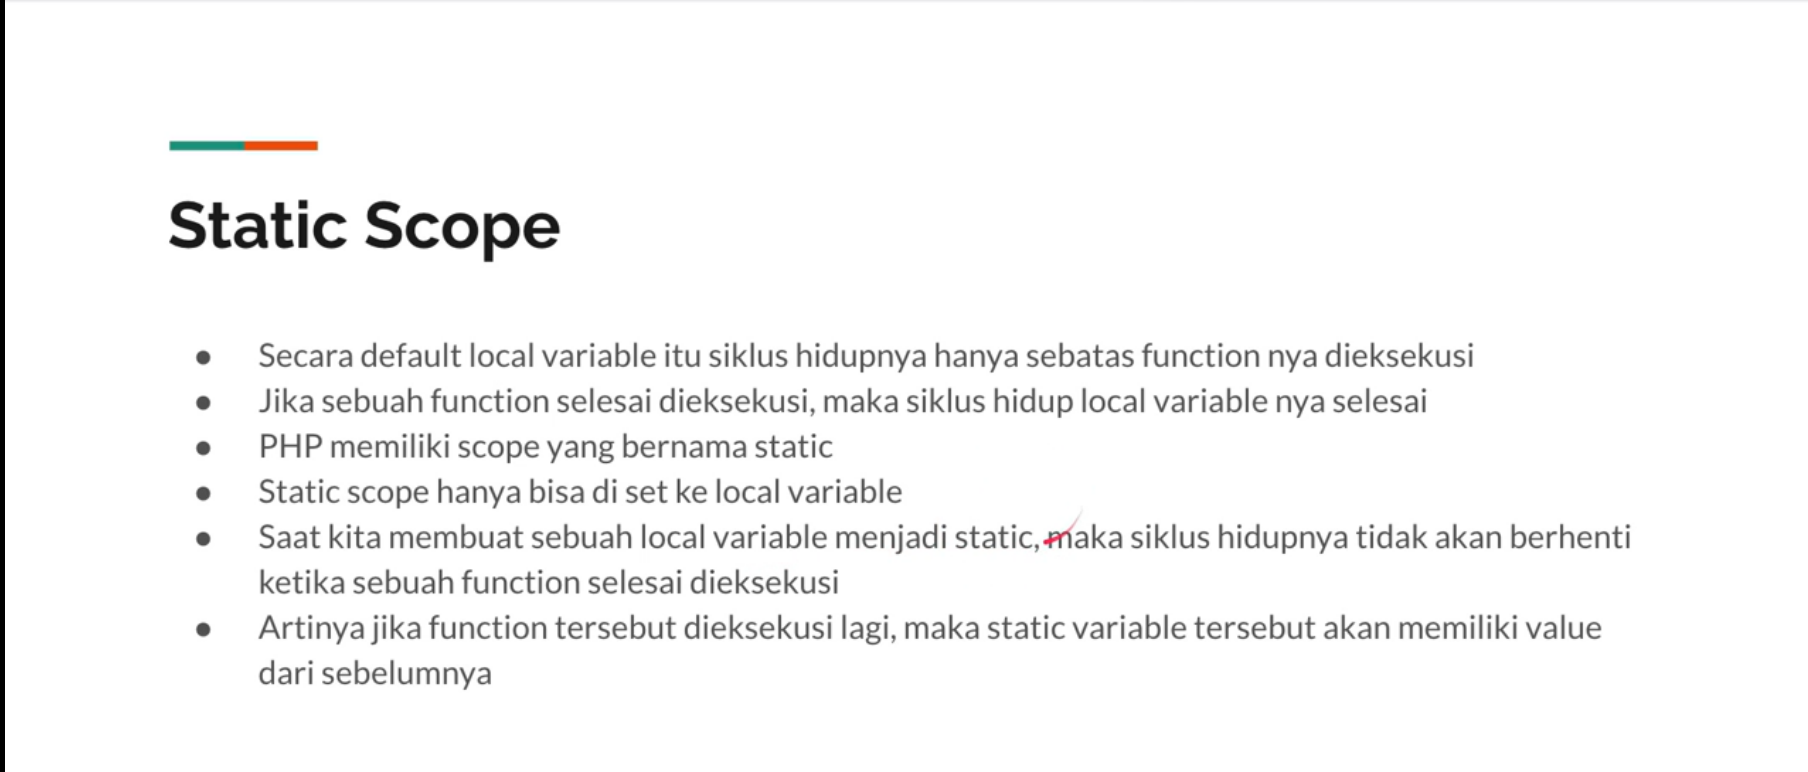 Static Scope
● Secara default local variable itu siklus hidupnya hanya sebatas function nya dieksekusi
● Jika sebuah function selesai dieksekusi, maka siklus hidup local variable nya selesai
● PHP memiliki scope yang bernama static
● Static scope hanya bisa di set ke local variable
● Saat kita membuat sebuah local variable menjadi static, maka siklus hidupnya tidak akan berhenti
ketika sebuah function selesai dieksekusi
● Artinya jika function tersebut dieksekusi lagi, maka static variable tersebut akan memiliki value
dari sebelumnya